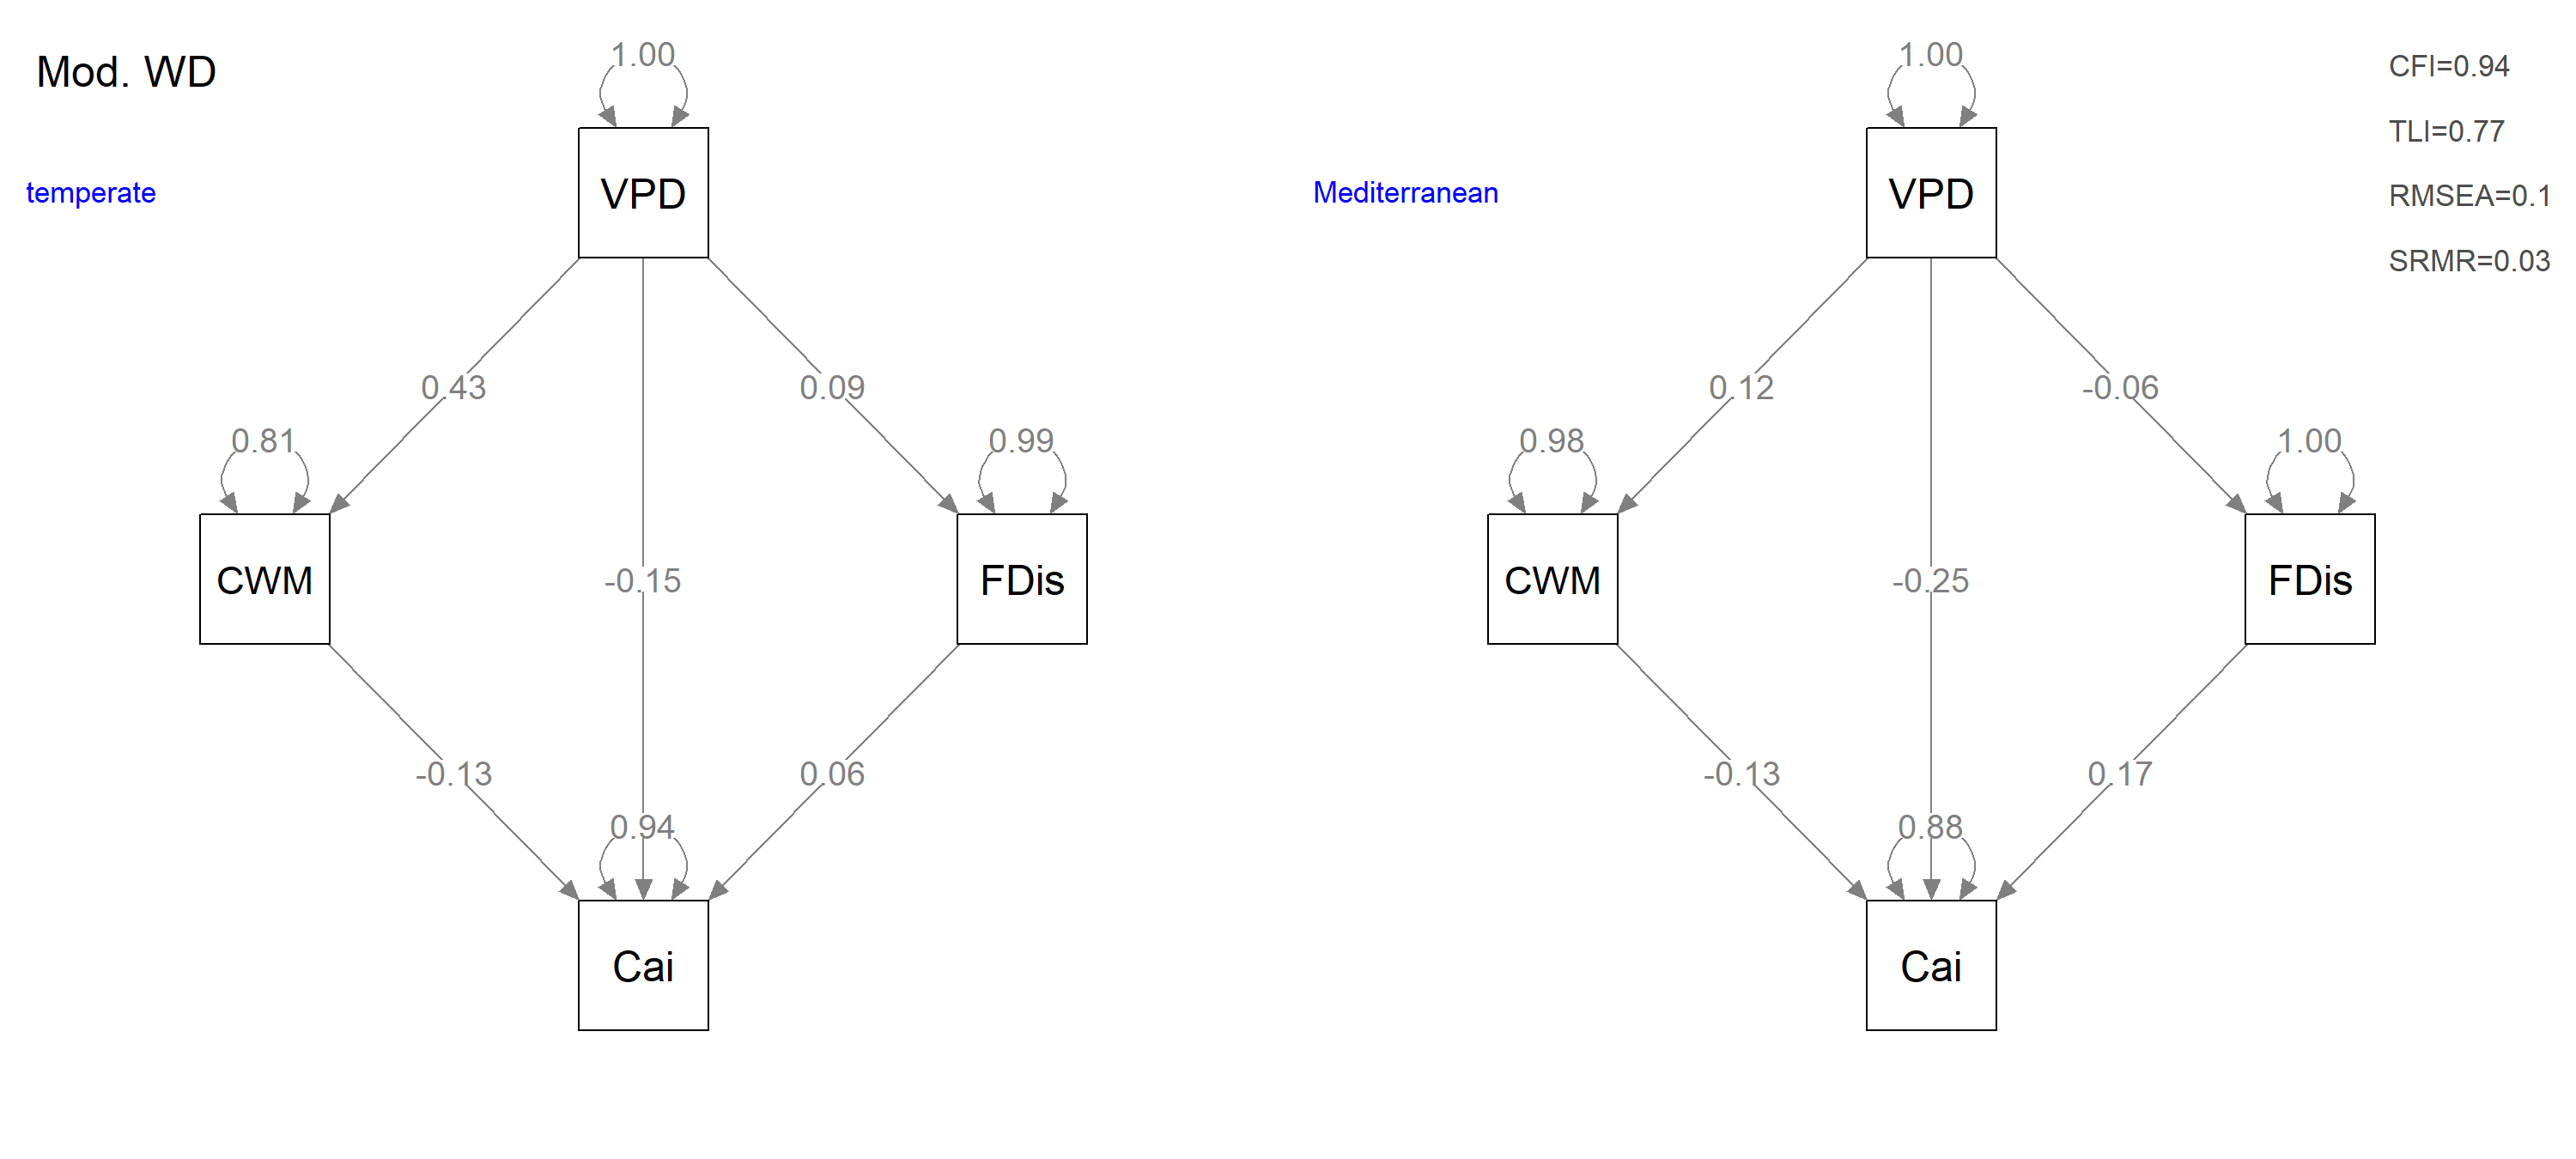 Mod. WD
temperate
1.00
VPD
0.43
0.09
0.81
0.99
CWM
-0.15
FDis
-0.13
0.06
0.94
Cai
Mediterranean
1.00
VPD
0.12
-0.06
0.98
1.00
CWM
-0.25
FDis
-0.13
0.17
0.88
Cai
CFI=0.94
TLI=0.77
RMSEA=0.1
SRMR=0.03